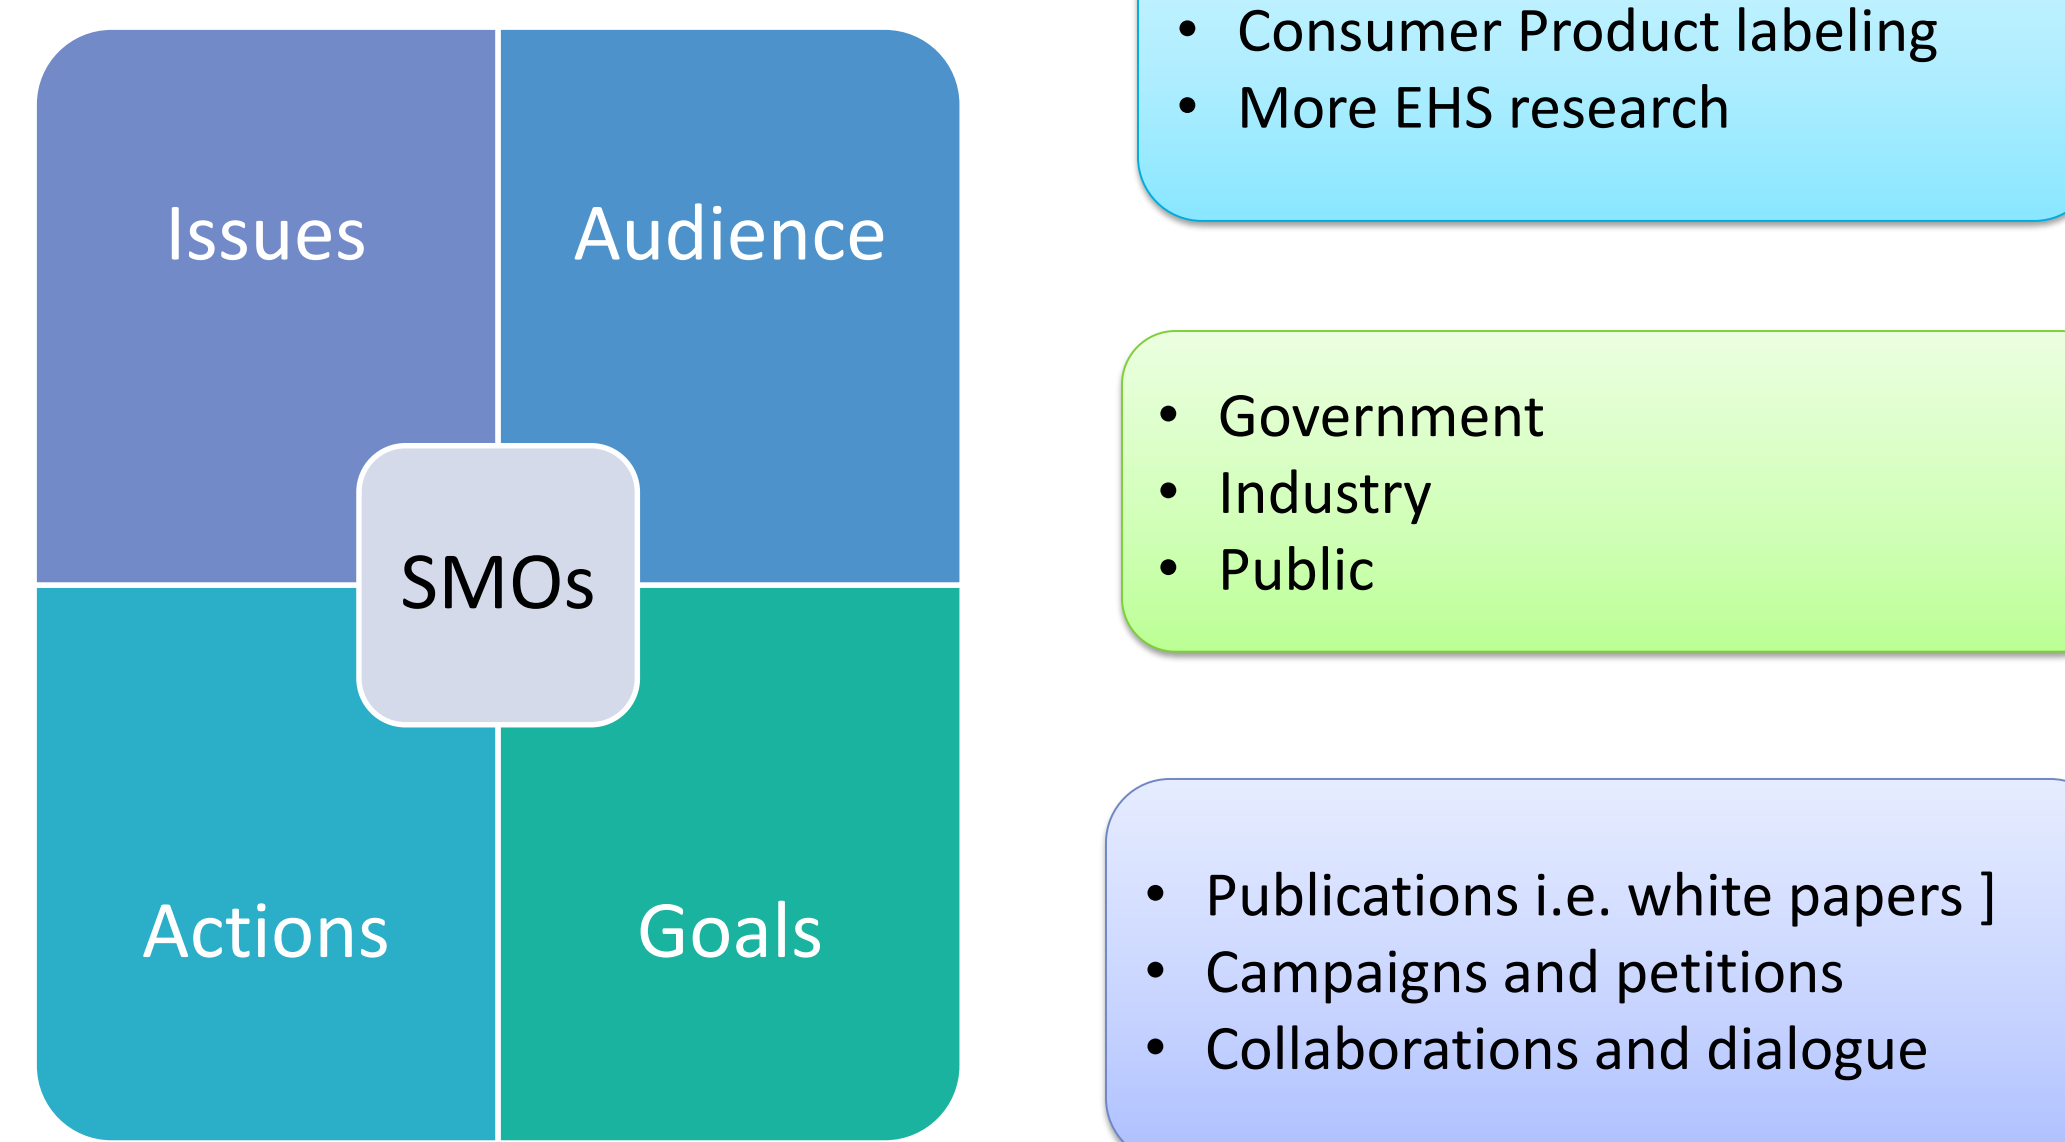 Issues
Audience
SMOs
Actions
Goals
• Consumer Product labeling
• More EHS research
• Government
• Industry
• Public
• Publications i.e. white papers ]
• Campaigns and petitions
• Collaborations and dialogue